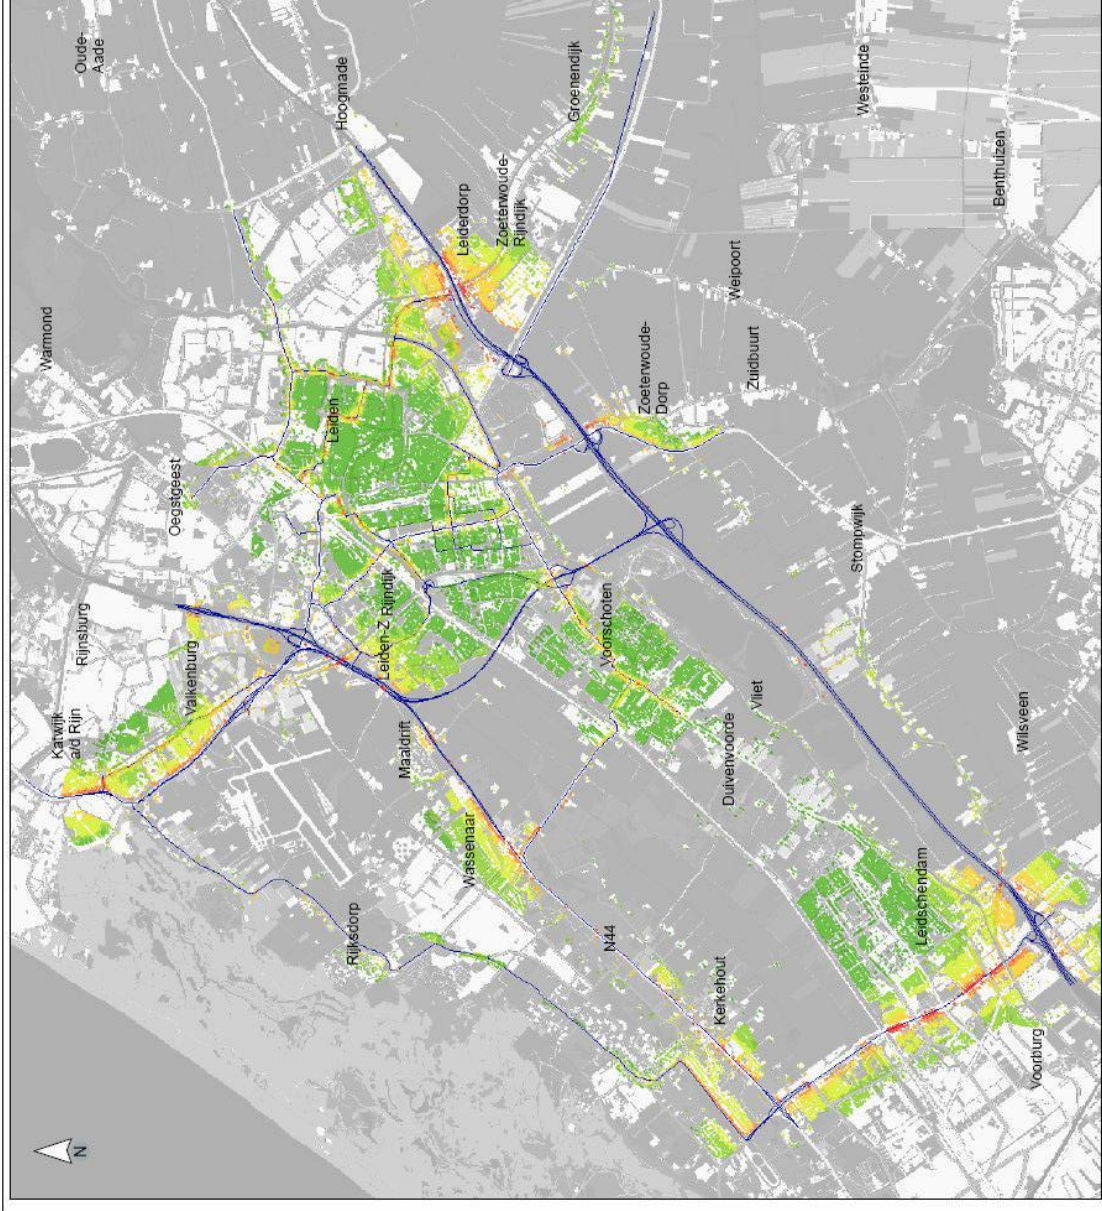 Oude-
Aade
Hoogmade
Groenendijk
Westeinde
Benthuizen
Warmond
Leiderdorp
Zoeterwoude-
Rijndijk
Weipoort
Zuidbuurt
Zoeterwoude-
Dorp
Leiden
Oegstgeest
Stompwijk
Rijnsburg
Valkenburg
Katwijk
a/d Rijn
Leiden-Z
Rijndijk
Voorschoten
Vliet
Duivenvoorde
Wilsveen
Maaldrift
Wassenaar
Leidschendam
Rijksdorp
N44
Kerkehout
Voorburg
N